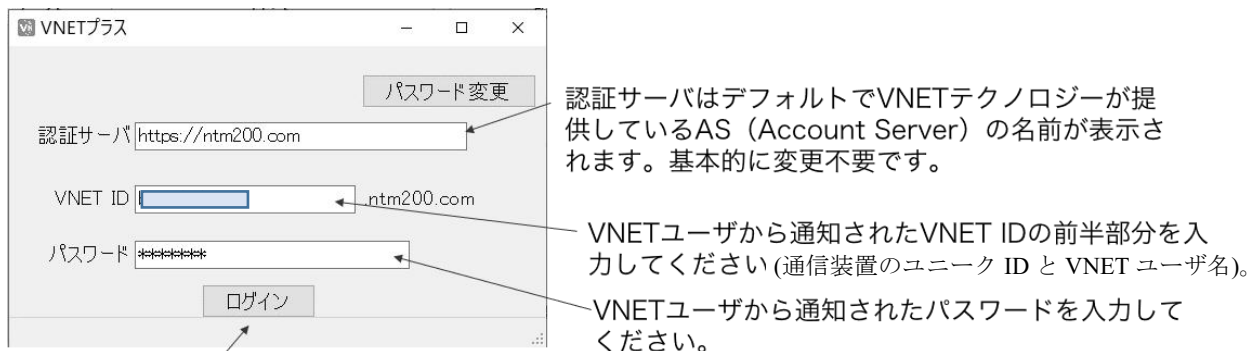 VNETプラス
パスワード変更
認証サーバ https://ntm200.com
VNET ID .ntm200.com
パスワード ********
ログイン
認証サーバはデフォルトでVNETテクノロジーが提
供しているAS（Account Server）の名前が表示さ
れます。基本的に変更不要です。
VNETユーザから通知されたVNET IDの前半部分を入
力してください (通信装置のユニーク ID と VNET ユーザ名)。
VNETユーザから通知されたパスワードを入力して
ください。